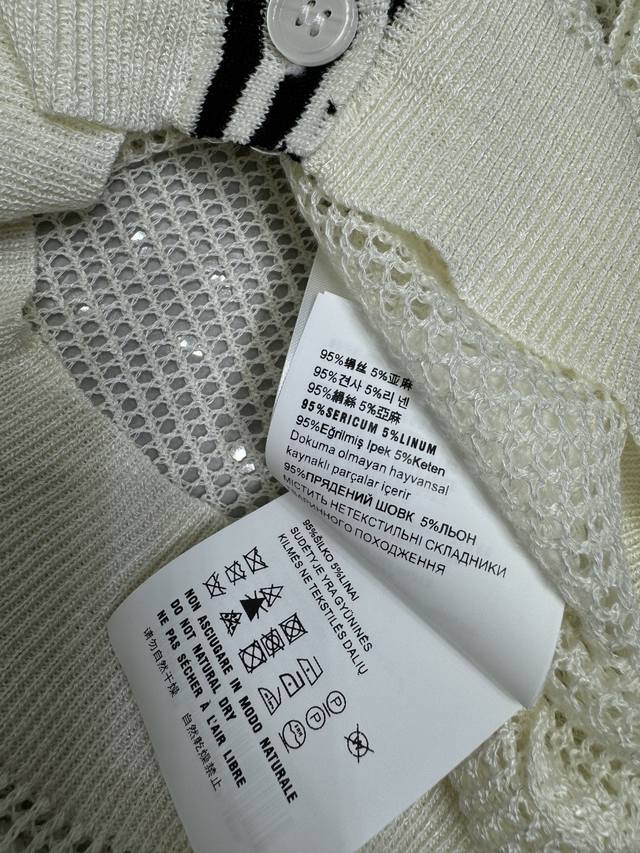 95%绢丝 5%亚麻
95%견사 5%리넨
95%絹絲 5%亞麻
95%SERICUM 5%LINUM
95%Eğrilmiş İpek 5%Keten
Dokuma olmayan hayvansal
kaynaklı parçalar içerir
95%ПРЯДЕНИЙ ШОВК 5%ЛЬОН
МІСТИТЬ НЕТЕКСТИЛЬНІ СКЛАДНИКИ
ТВАРИННОГО ПОХОДЖЕННЯ
95%ŠILKO 5%LINAI
SUDĖTYJE YRA GYŪNINĖS
KILMĖS NE TEKSTILĖS DALIŲ
P
P
NON ASCIUGARE IN MODO NATURALE
DO NOT NATURAL DRY
NE PAS SÉCHER À L'AIR LIBRE
请勿自然干燥 自然乾燥禁止